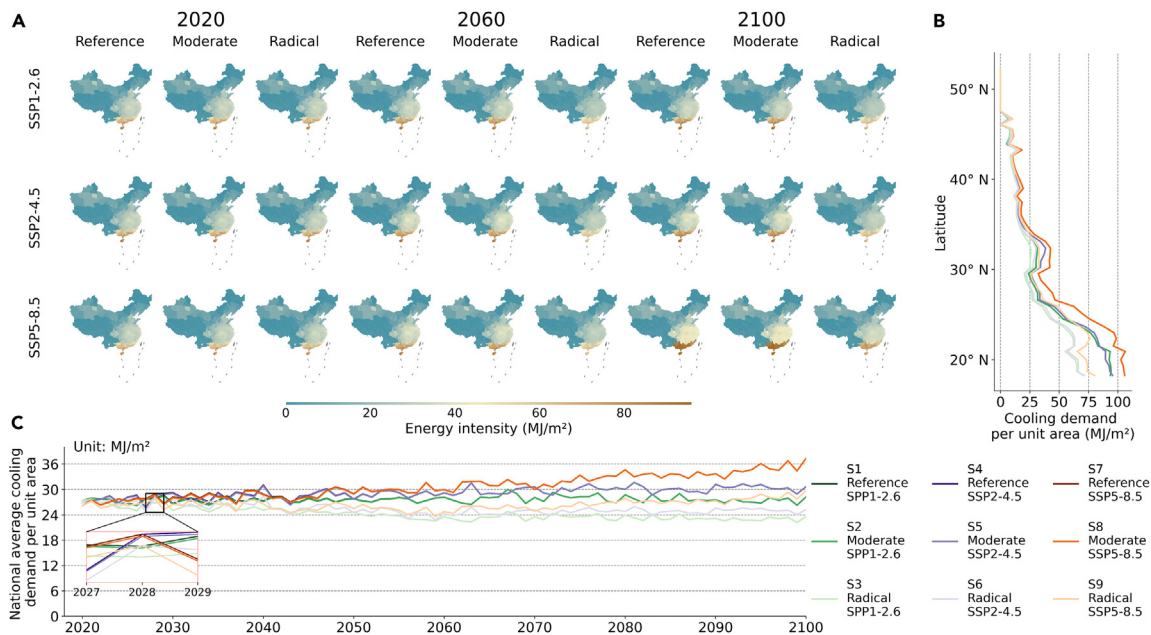 A
2020
2060
2100
Reference Moderate Radical Reference Moderate Radical Reference Moderate Radical
SSP1-2.6
SSP2-4.5
SSP5-8.5
0 20 40 60 80
Energy intensity (MJ/m²)
B
50° N
40° N
30° N
20° N
Latitude
0 25 50 75 100
Cooling demand
per unit area (MJ/m²)
C
Unit: MJ/m²
National average cooling
demand per unit area
36
30
24
18
12
6
0
2027 2028 2029
2020 2030 2040 2050 2060 2070 2080 2090 2100
S1
Reference
SPP1-2.6
S4
Reference
SSP2-4.5
S7
Reference
SSP5-8.5
S2
Moderate
SPP1-2.6
S5
Moderate
SSP2-4.5
S8
Moderate
SSP5-8.5
S3
Radical
SPP1-2.6
S6
Radical
SSP2-4.5
S9
Radical
SSP5-8.5